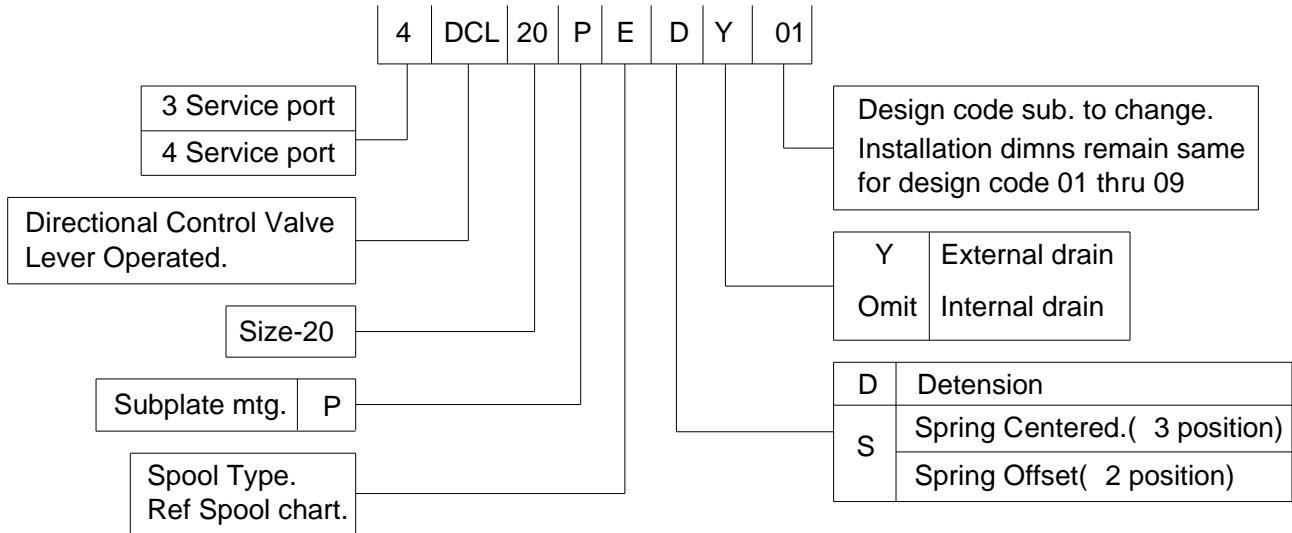 4 DCL 20 P E D Y 01
3 Service port
4 Service port
Directional Control Valve
Lever Operated.
Size-20
Subplate mtg. P
Spool Type.
Ref Spool chart.
Design code sub. to change.
Installation dimns remain same
for design code 01 thru 09
Y External drain
Omit Internal drain
D Detension
S
Spring Centered.( 3 position)
Spring Offset( 2 position)